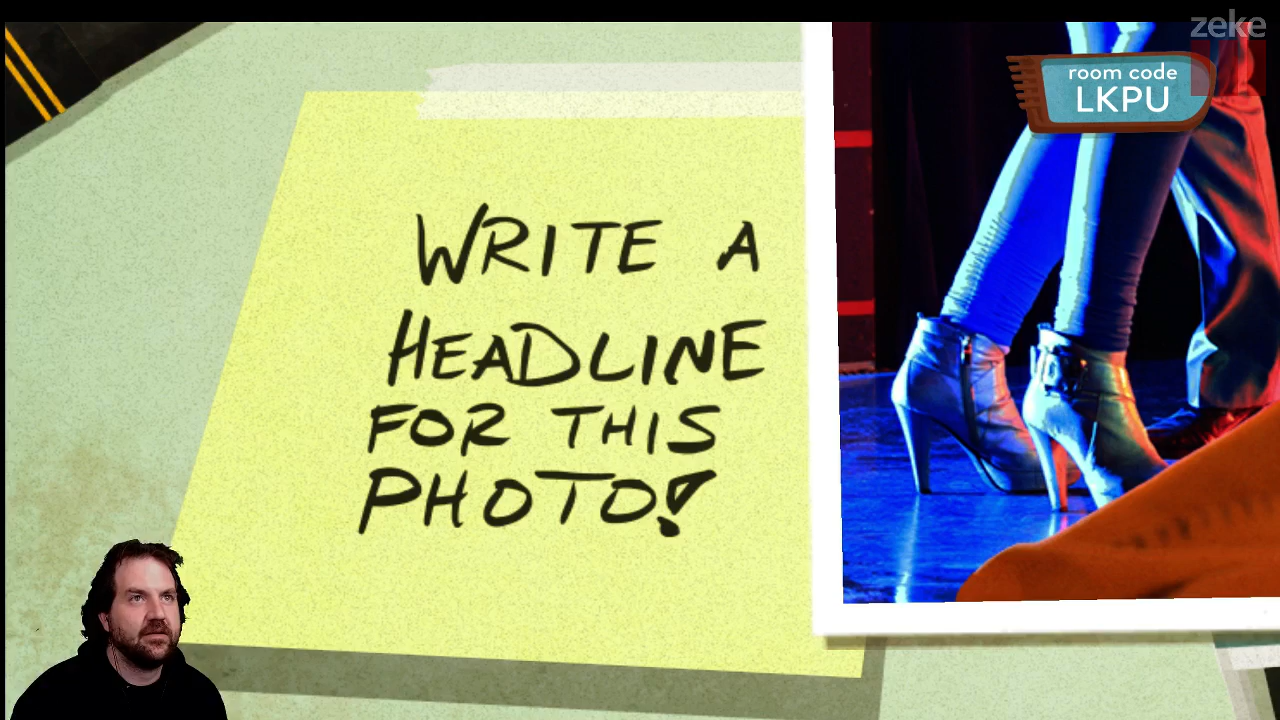 zeke
room code
LKPU
WRITE A
HEADLINE
FOR THIS
PHOTO!